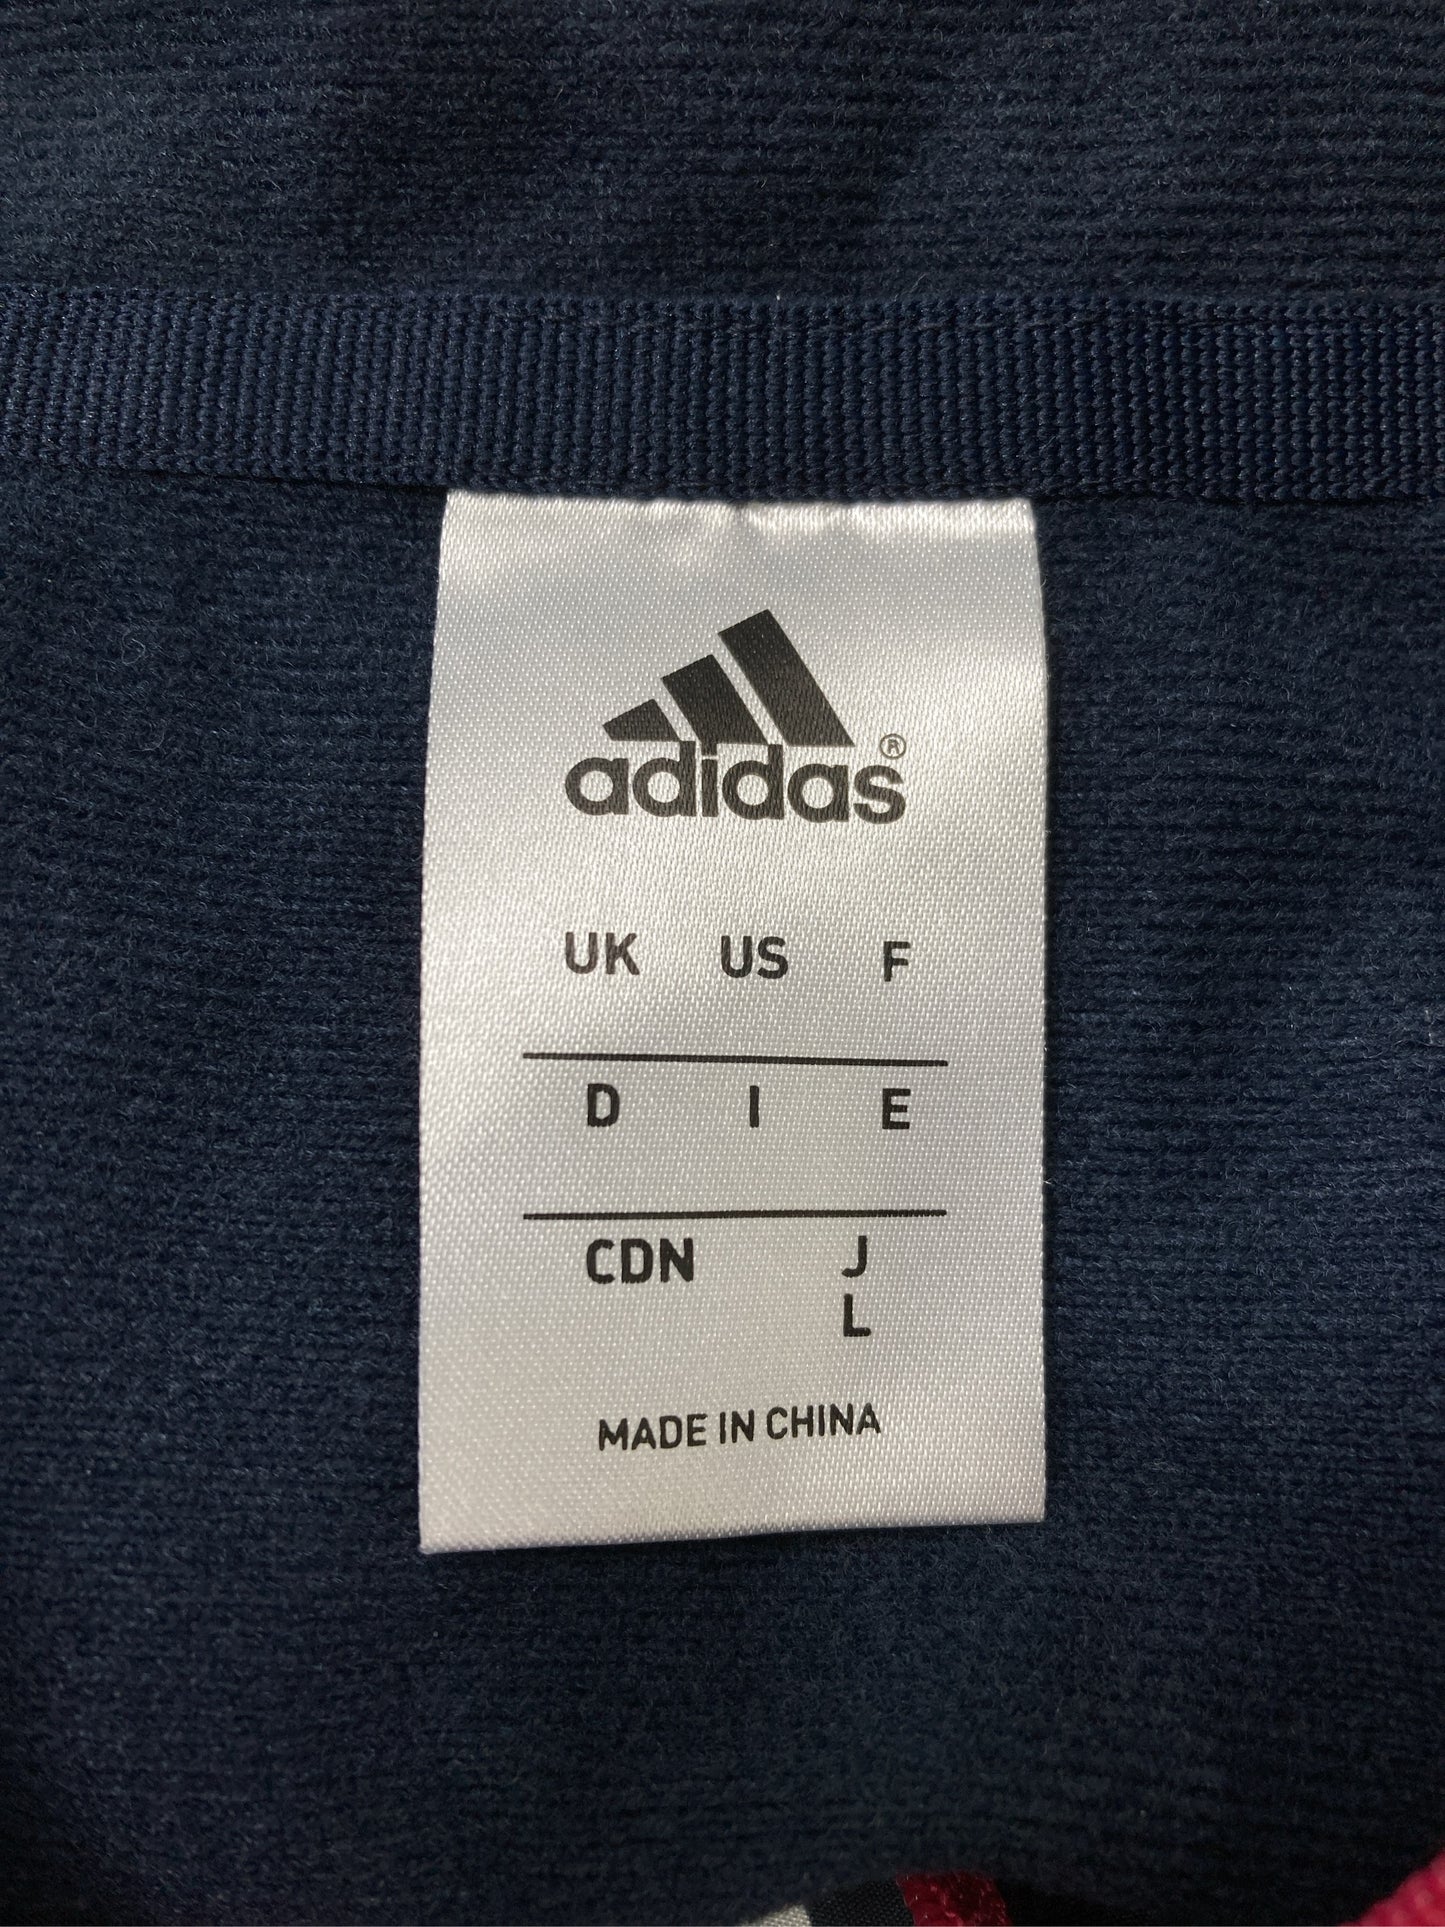 adidas®
UK US F
D I E
CDN J
L
MADE IN CHINA